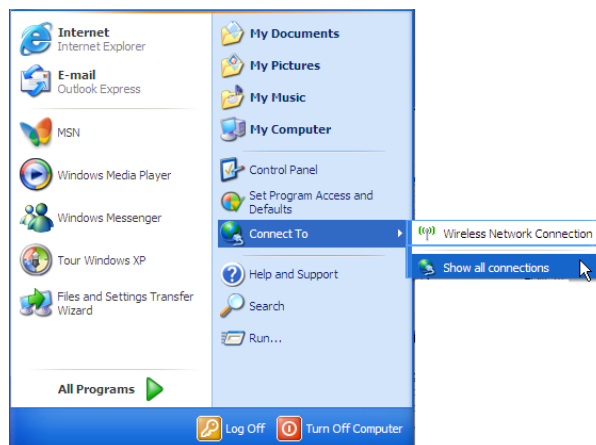 Internet
Internet Explorer
E-mail
Outlook Express
MSN
Windows Media Player
Windows Messenger
Tour Windows XP
Files and Settings Transfer
Wizard
All Programs
My Documents
My Pictures
My Music
My Computer
Control Panel
Set Program Access and
Defaults
Connect To
Wireless Network Connection
Show all connections
Help and Support
Search
Run...
Log Off
Turn Off Computer